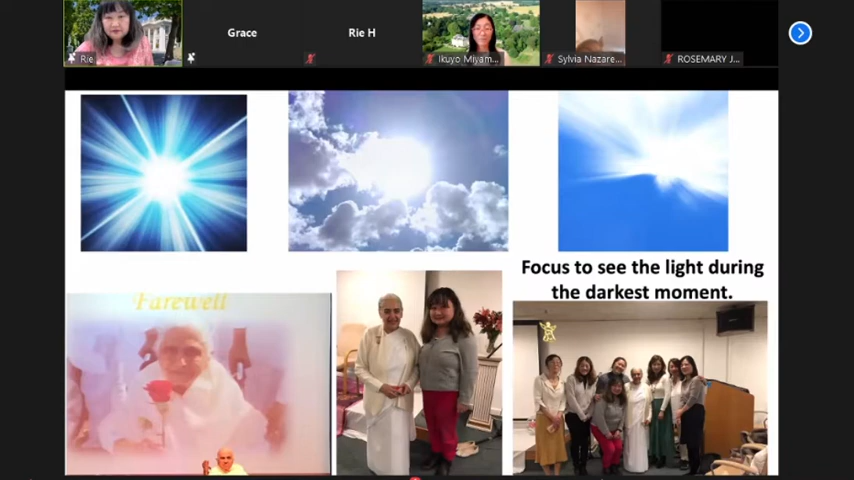 Rie
Grace
Rie H
Ikuyo Miyam...
Sylvia Nazare...
ROSEMARY J...
Focus to see the light during
the darkest moment.
Farewell